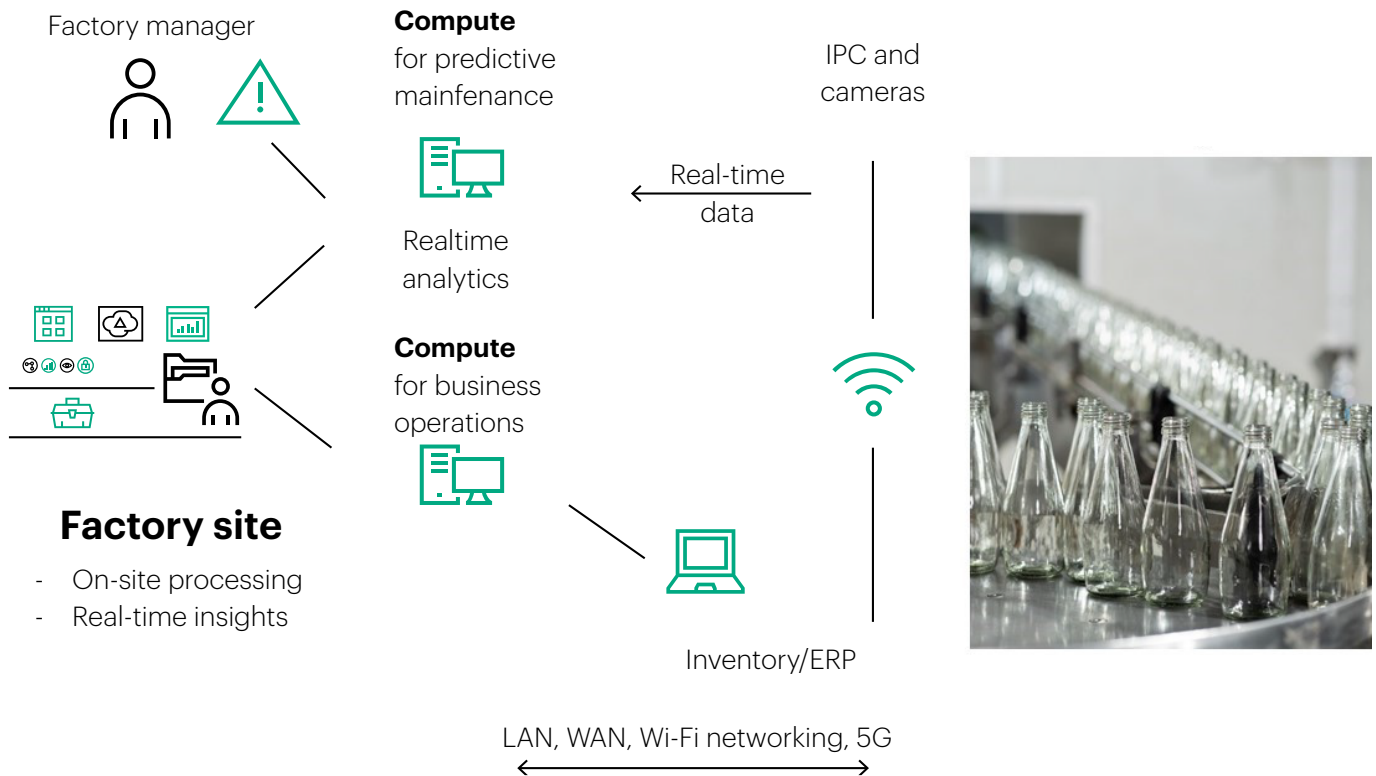 Factory manager
Compute
for predictive
mainfenance
Realtime
analytics
IPC and
cameras
Real-time
data
Compute
for business
operations
Factory site
- On-site processing
- Real-time insights
Inventory/ERP
LAN, WAN, Wi-Fi networking, 5G